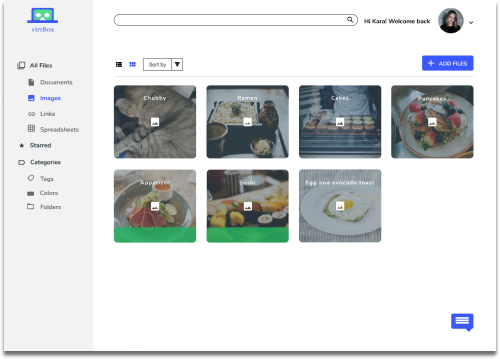 virtBox
Hi Kara! Welcome back
All Files
Documents
Images
Links
Spreadsheets
Starred
Categories
Tags
Colors
Folders
Sort by
ADD FILES
Chubby
Ramen
Cakes
Pancakes
Appetizer
Sushi
Egg and avocado toast